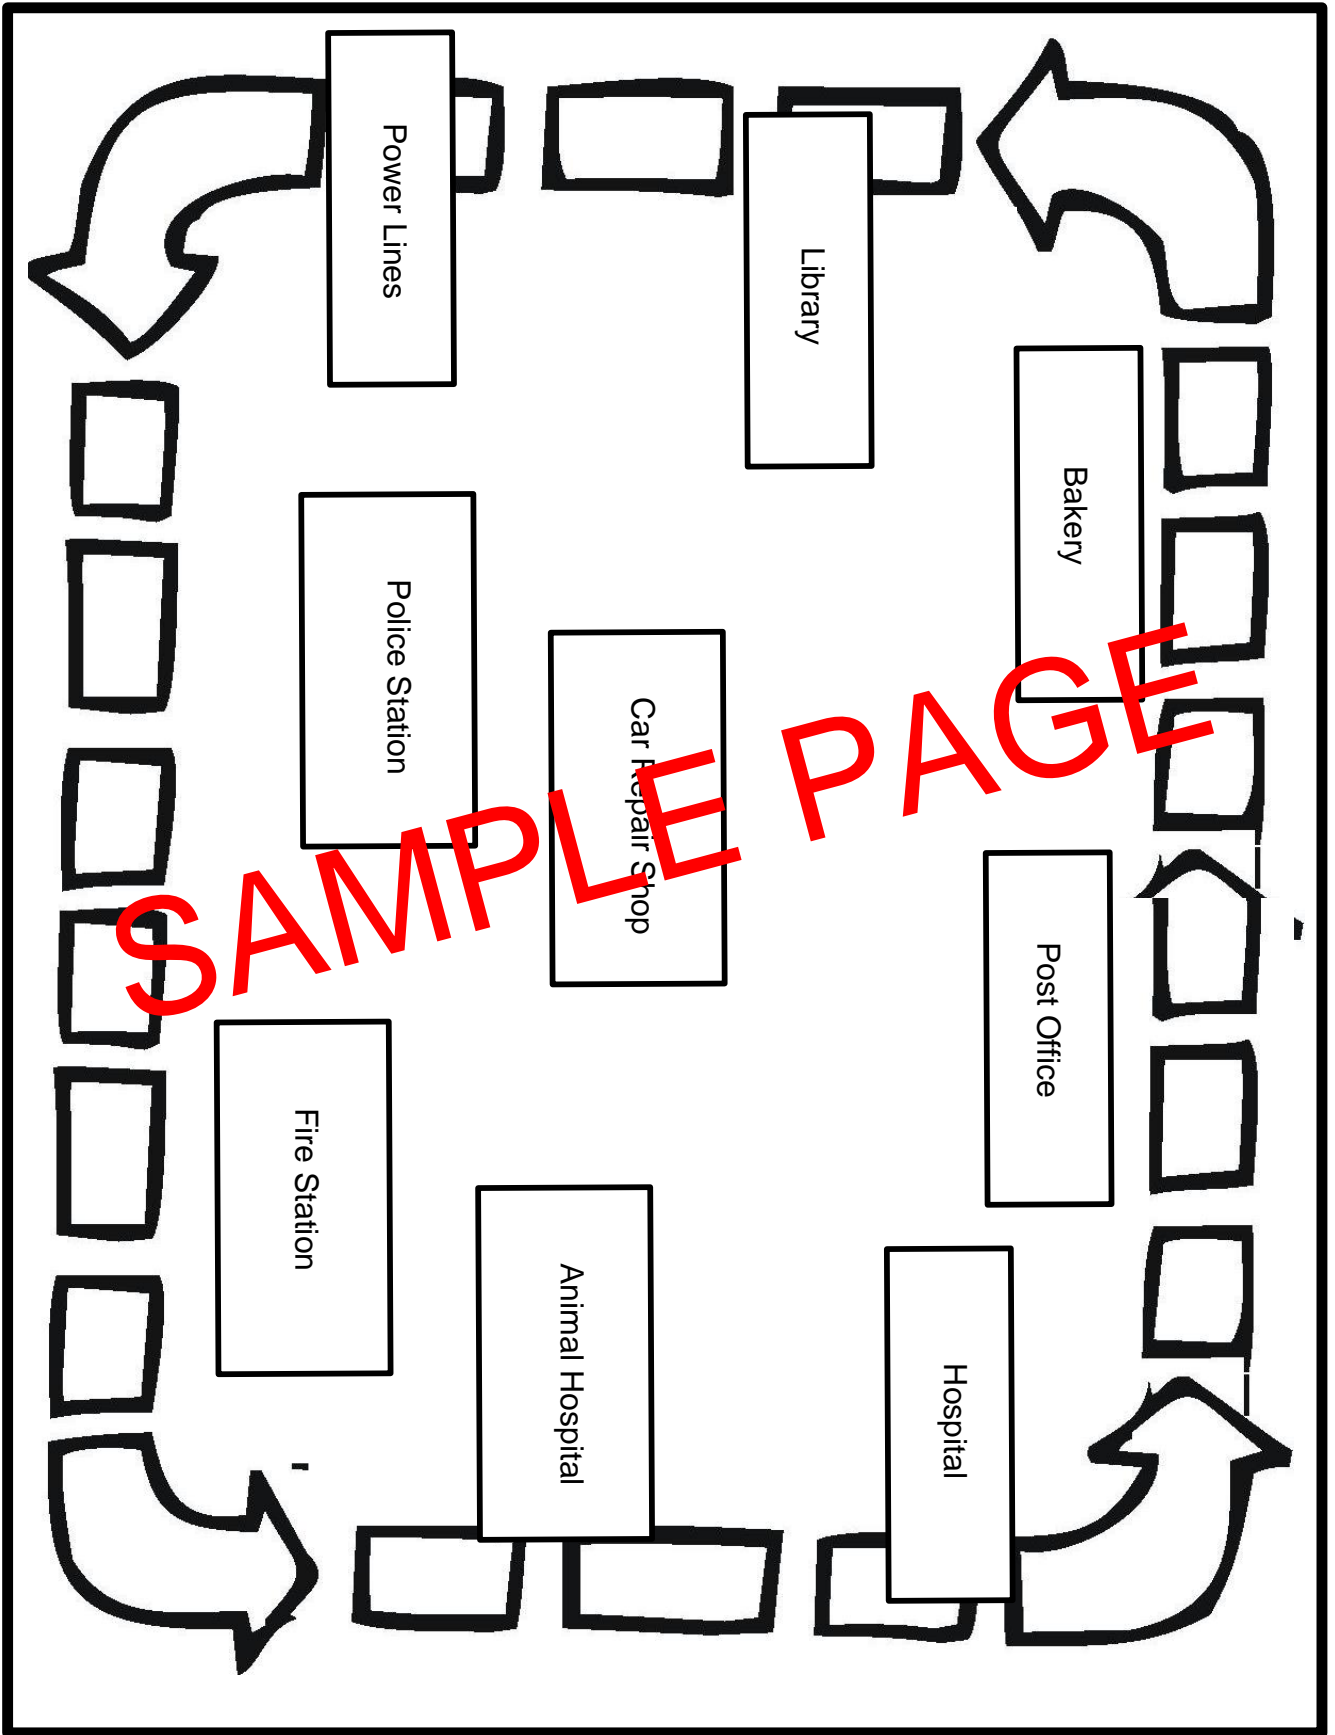 Power Lines
Library
Bakery
Police Station
Car Repair Shop
Post Office
Fire Station
Animal Hospital
Hospital
SAMPLE PAGE